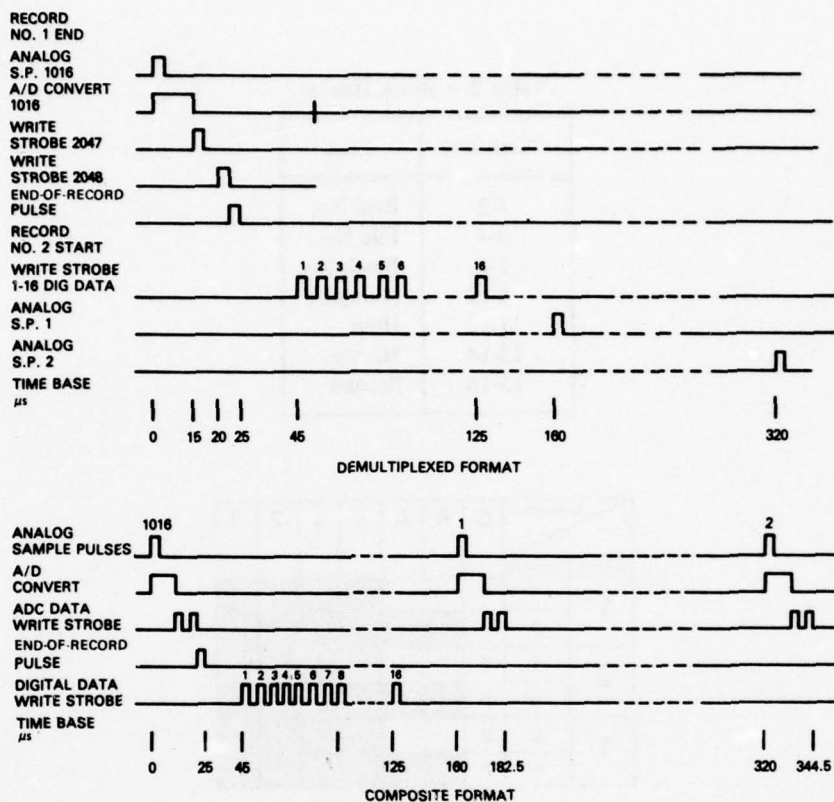 RECORD
NO. 1 END
ANALOG
S.P. 1016
A/D CONVERT
1016
WRITE
STROBE 2047
WRITE
STROBE 2048
END-OF-RECORD
PULSE
RECORD
NO. 2 START
WRITE STROBE
1-16 DIG DATA
1 2 3 4 5 6 16
ANALOG
S.P. 1
ANALOG
S.P. 2
TIME BASE
µs
0 15 20 25 45 125 160 320
DEMULTIPLEXED FORMAT
ANALOG
SAMPLE PULSES
1016 1 2
A/D
CONVERT
ADC DATA
WRITE STROBE
END-OF-RECORD
PULSE
DIGITAL DATA
WRITE STROBE
1 2 3 4 5 6 7 8 16
TIME BASE
µs
0 25 45 125 160 182.5 320 344.5
COMPOSITE FORMAT